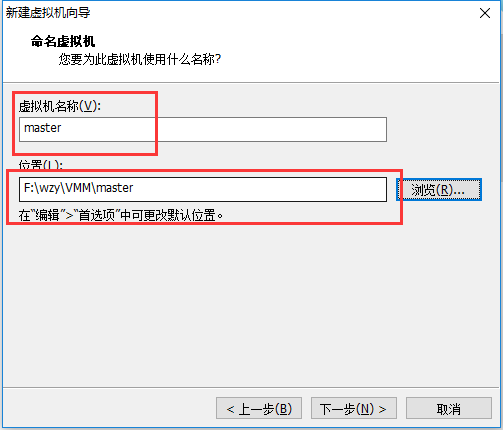 新建虚拟机向导
命名虚拟机
您要为此虚拟机使用什么名称?
虚拟机名称(V):
master
位置(L):
F:\wzy\VMM\master
浏览(R)...
在“编辑”>“首选项”中可更改默认位置。
< 上一步(B)
下一步(N) >
取消